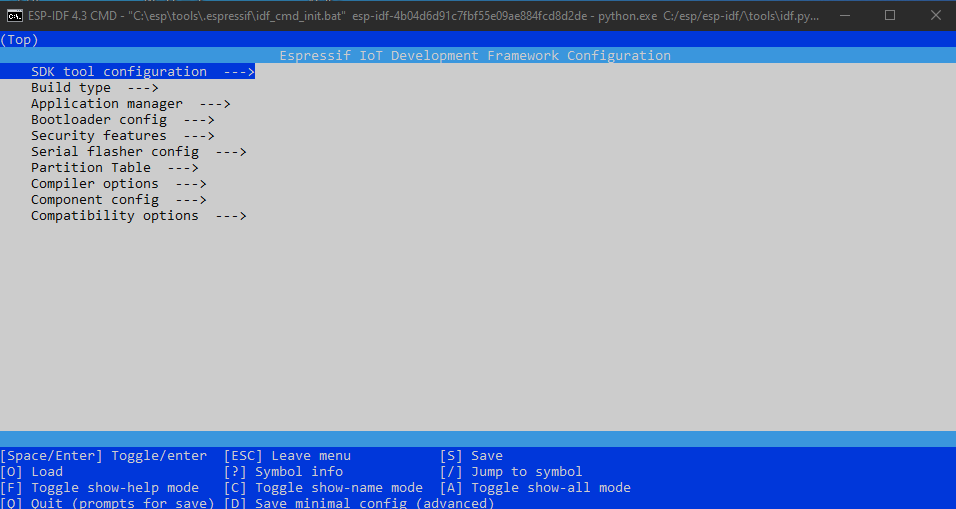 ESP-IDF 4.3 CMD - "C:\esp\tools\.espressif\idf_cmd_init.bat" esp-idf-4b04d6d91c7fbf55e09ae884fcd8d2de - python.exe C:/esp/esp-idf/\tools\idf.py...
(Top)
Espressif IoT Development Framework Configuration
SDK tool configuration --->
Build type --->
Application manager --->
Bootloader config --->
Security features --->
Serial flasher config --->
Partition Table --->
Compiler options --->
Component config --->
Compatibility options --->
[Space/Enter] Toggle/enter [ESC] Leave menu [S] Save
[O] Load [?] Symbol info [/] Jump to symbol
[F] Toggle show-help mode [C] Toggle show-name mode [A] Toggle show-all mode
[Q] Quit (prompts for save) [D] Save minimal config (advanced)